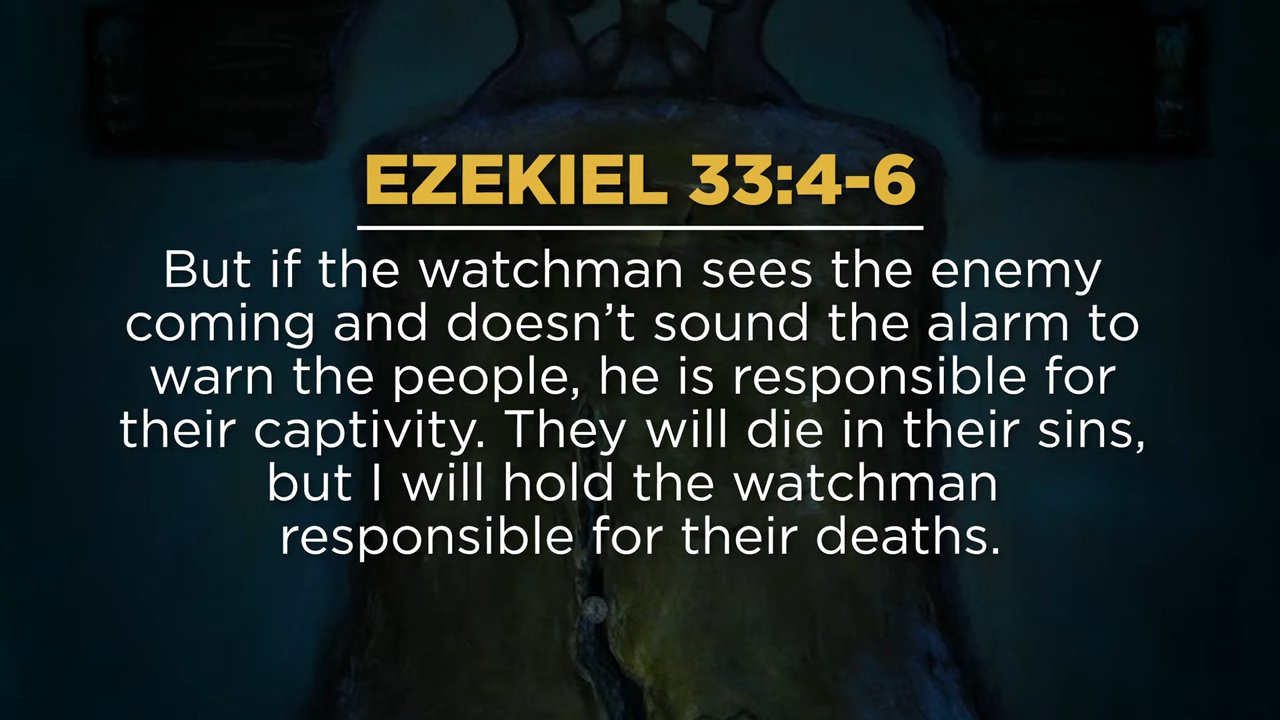 EZEKIEL 33:4-6
But if the watchman sees the enemy
coming and doesn’t sound the alarm to
warn the people, he is responsible for
their captivity. They will die in their sins,
but I will hold the watchman
responsible for their deaths.